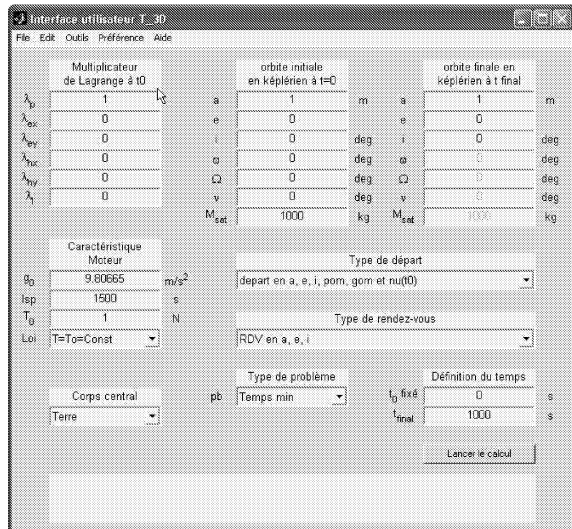 Interface utilisateur T_3D
File Edit Outils Préférence Aide
Multiplicateur de Lagrange à t0
λp 1
λex 0
λey 0
λhx 0
λhy 0
λl 0
orbite initiale en képlérien à t=0
a 1 m
e 0
i 0 deg
ϖ 0 deg
Ω 0 deg
ν 0 deg
Msat 1000 kg
orbite finale en képlérien à t final
a 1 m
e 0
i 0 deg
ϖ 0 deg
Ω 0 deg
ν 0 deg
Msat 1000 kg
Caractéristique Moteur
g0 9.80665 m/s²
Isp 1500 s
T0 1 N
Loi T=To=Const
Type de départ
depart en a, e, i, pom, gom et nu(t0)
Type de rendez-vous
RDV en a, e, i
Corps central
Terre
Type de problème
pb Temps min
Définition du temps
t0 fixé 0 s
tfinal 1000 s
Lancer le calcul